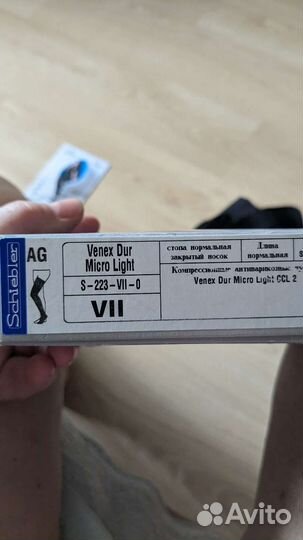 Schiebler
AG
Venex Dur
Micro Light
S-223-VII-0
VII
стопа нормальная
закрытый носок
Длина
нормальная
Компрессионные антиварикозные
Venex Dur Micro Light CCL 2
Avito